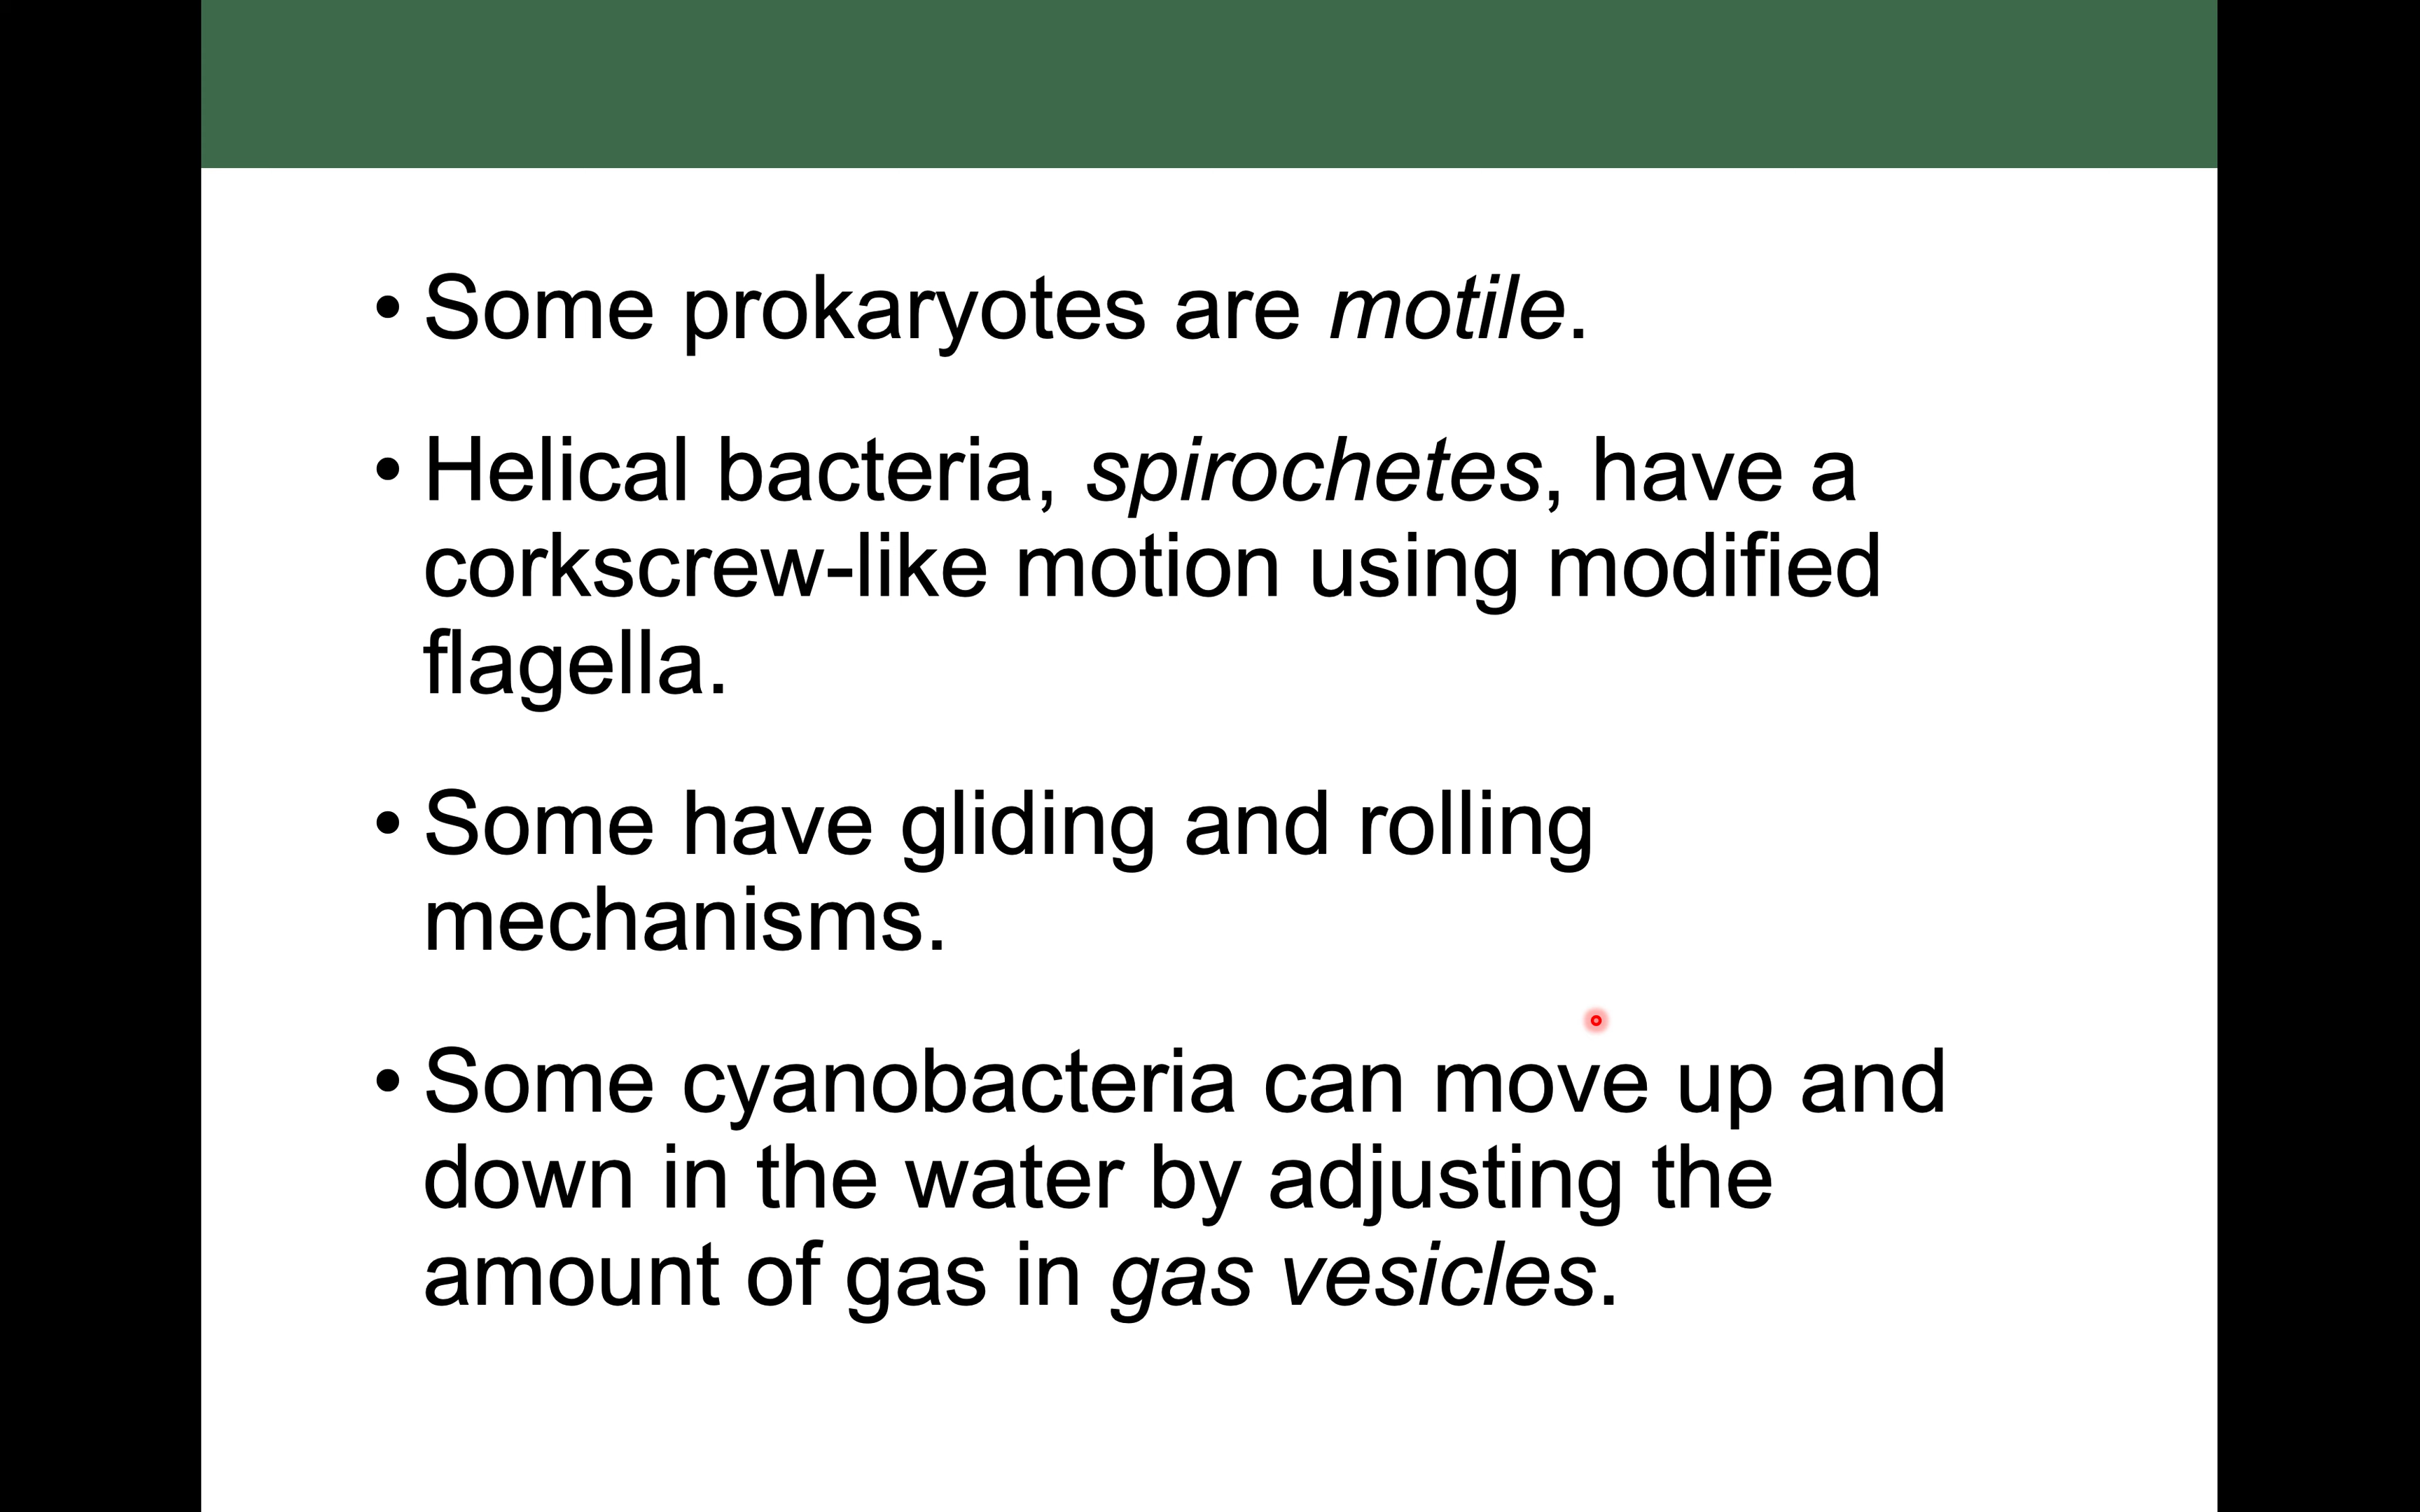 • Some prokaryotes are motile.
• Helical bacteria, spirochetes, have a
corkscrew-like motion using modified
flagella.
• Some have gliding and rolling
mechanisms.
• Some cyanobacteria can move up and
down in the water by adjusting the
amount of gas in gas vesicles.